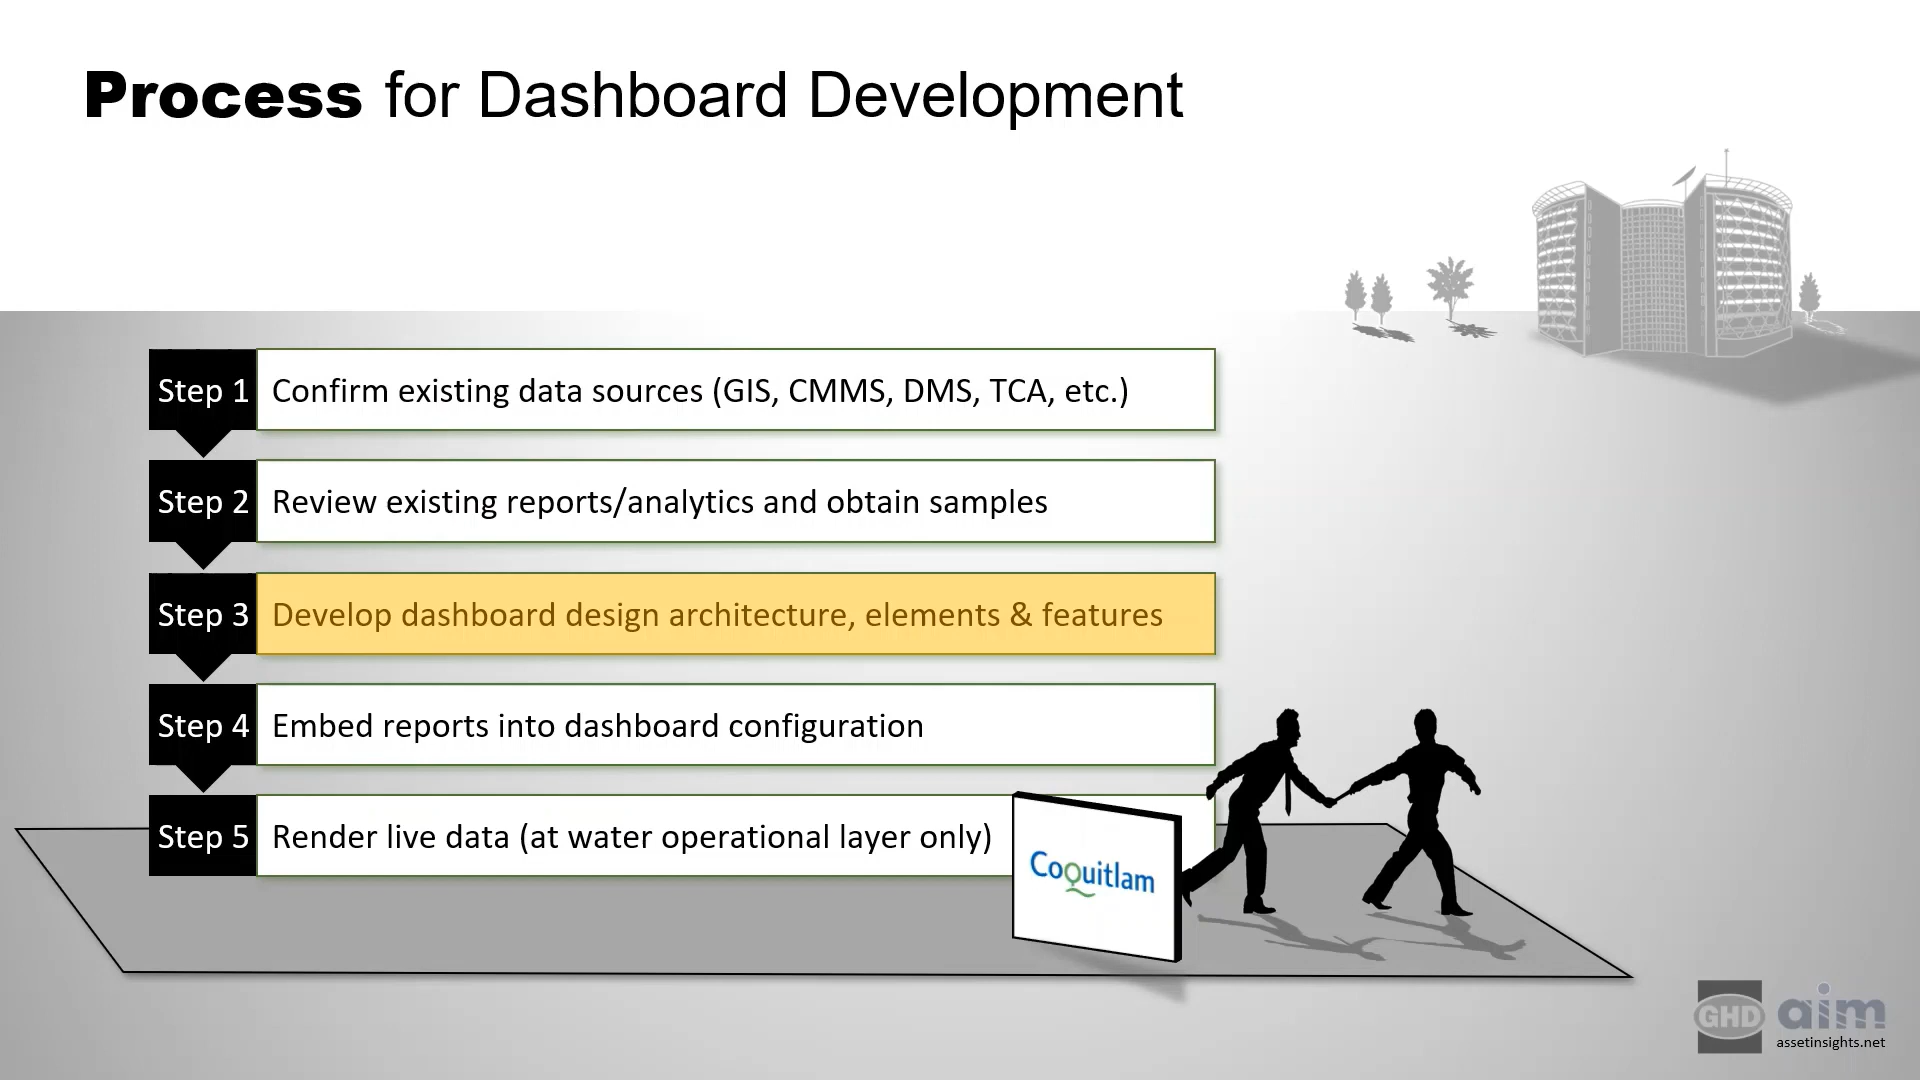 Process for Dashboard Development
Step 1 Confirm existing data sources (GIS, CMMS, DMS, TCA, etc.)
Step 2 Review existing reports/analytics and obtain samples
Step 3 Develop dashboard design architecture, elements & features
Step 4 Embed reports into dashboard configuration
Step 5 Render live data (at water operational layer only)
Coquitlam
GHD aim
assetinsights.net